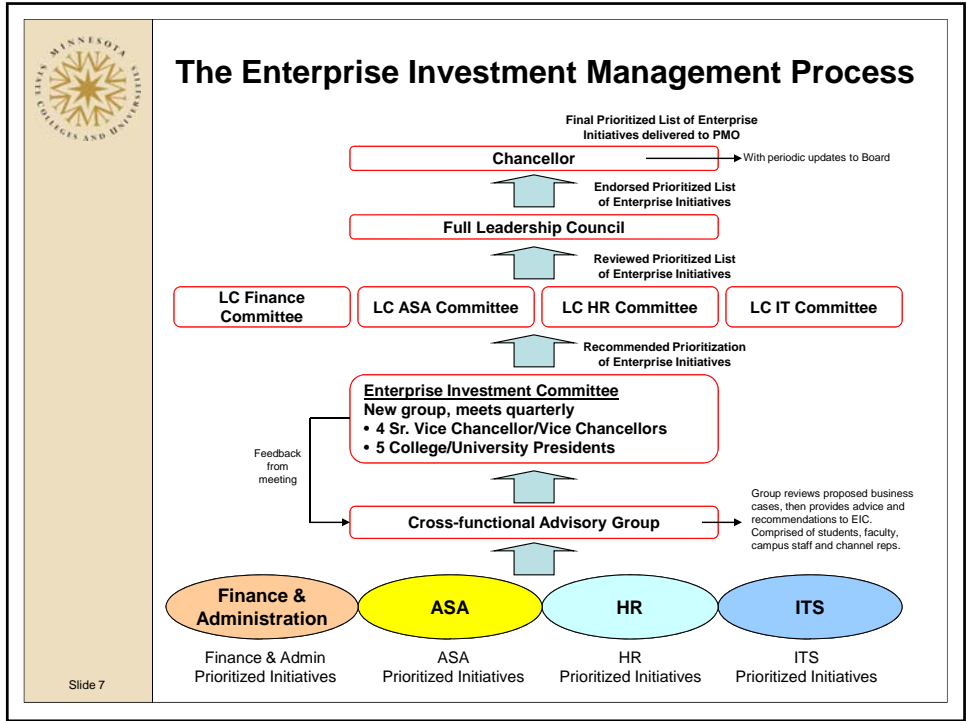 MINNESOTA
STATE COLLEGES AND UNIVERSITIES
The Enterprise Investment Management Process
Final Prioritized List of Enterprise
Initiatives delivered to PMO
Chancellor
With periodic updates to Board
Endorsed Prioritized List
of Enterprise Initiatives
Full Leadership Council
Reviewed Prioritized List
of Enterprise Initiatives
LC Finance
Committee
LC ASA Committee
LC HR Committee
LC IT Committee
Recommended Prioritization
of Enterprise Initiatives
Enterprise Investment Committee
New group, meets quarterly
• 4 Sr. Vice Chancellor/Vice Chancellors
• 5 College/University Presidents
Feedback
from
meeting
Cross-functional Advisory Group
Group reviews proposed business
cases, then provides advice and
recommendations to EIC.
Comprised of students, faculty,
campus staff and channel reps.
Finance &
Administration
ASA
HR
ITS
Finance & Admin
Prioritized Initiatives
ASA
Prioritized Initiatives
HR
Prioritized Initiatives
ITS
Prioritized Initiatives
Slide 7